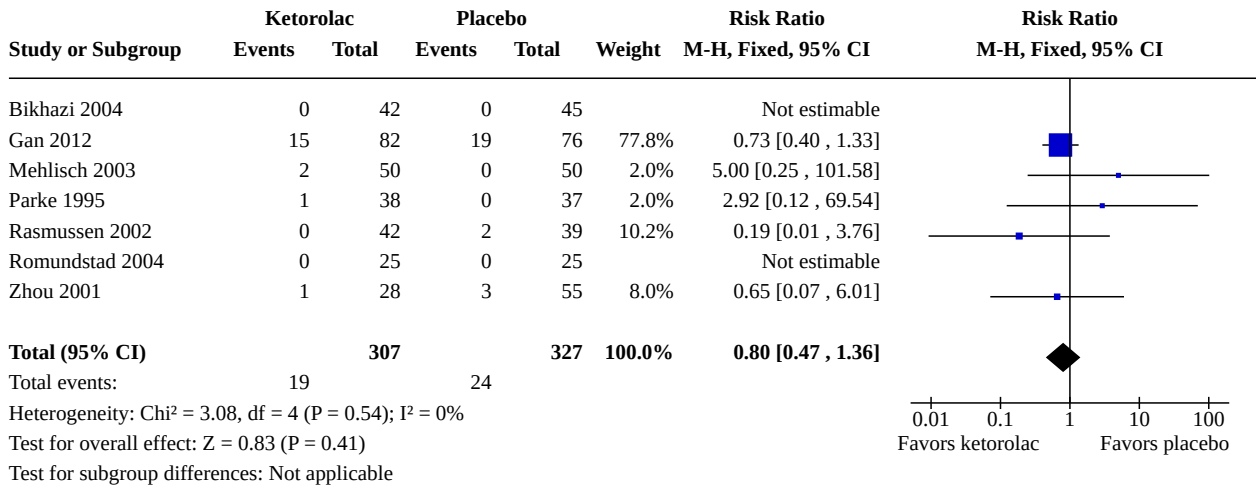 Ketorolac Placebo Risk Ratio Risk Ratio
Study or Subgroup Events Total Events Total Weight M-H, Fixed, 95% CI M-H, Fixed, 95% CI
Bikhazi 2004 0 42 0 45 Not estimable
Gan 2012 15 82 19 76 77.8% 0.73 [0.40 , 1.33]
Mehlisch 2003 2 50 0 50 2.0% 5.00 [0.25 , 101.58]
Parke 1995 1 38 0 37 2.0% 2.92 [0.12 , 69.54]
Rasmussen 2002 0 42 2 39 10.2% 0.19 [0.01 , 3.76]
Romundstad 2004 0 25 0 25 Not estimable
Zhou 2001 1 28 3 55 8.0% 0.65 [0.07 , 6.01]
Total (95% CI) 307 327 100.0% 0.80 [0.47 , 1.36]
Total events: 19 24
Heterogeneity: Chi² = 3.08, df = 4 (P = 0.54); I² = 0%
Test for overall effect: Z = 0.83 (P = 0.41)
Test for subgroup differences: Not applicable
0.01 0.1 1 10 100
Favors ketorolac Favors placebo